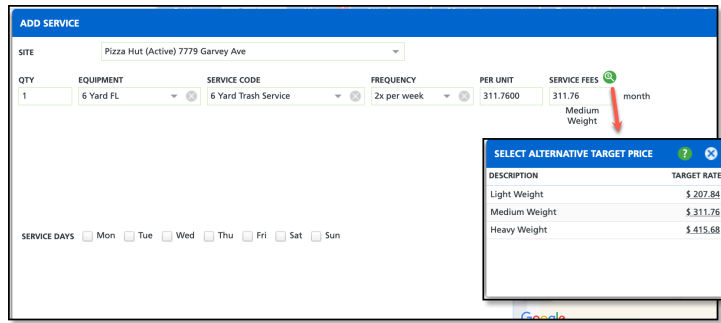 ADD SERVICE
SITE Pizza Hut (Active) 7779 Garvey Ave
QTY EQUIPMENT SERVICE CODE FREQUENCY PER UNIT SERVICE FEES
1 6 Yard FL 6 Yard Trash Service 2x per week 311.7600 311.76 month
Medium
Weight
SELECT ALTERNATIVE TARGET PRICE ?
DESCRIPTION TARGET RATE
Light Weight $ 207.84
Medium Weight $ 311.76
Heavy Weight $ 415.68
SERVICE DAYS Mon Tue Wed Thu Fri Sat Sun
Google